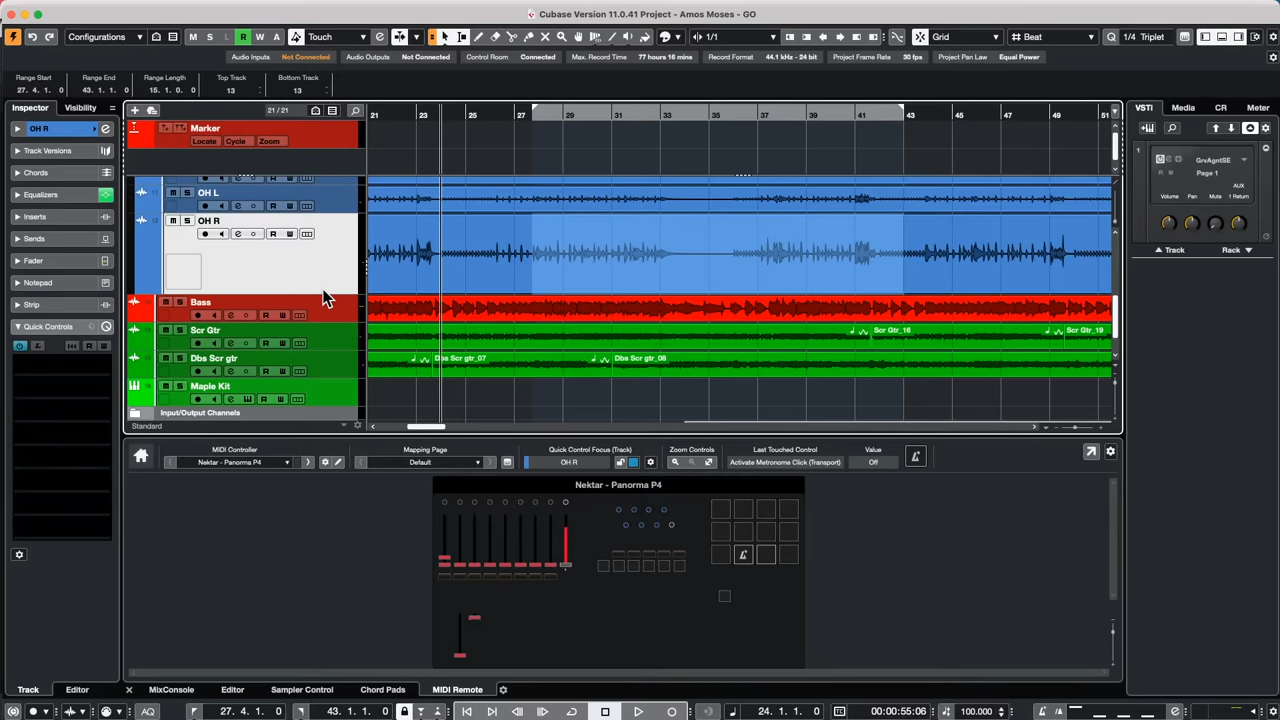 Cubase Version 11.0.41 Project - Amos Moses - GO
Configurations M S L R W A Touch 1/1 Grid Beat Q 1/4 Triplet
Audio Inputs Not Connected Audio Outputs Not Connected Control Room Connected Max. Record Time 77 hours 16 mins Record Format 44.1 kHz - 24 bit Project Frame Rate 30 fps Project Pan Law Equal Power
Range Start Range End Range Length Top Track Bottom Track
27. 4. 1. 0 43. 1. 1. 0 15. 1. 0. 0 13 13
Inspector Visibility 21 / 21 VSTi Media CR Meter
21 23 25 27 29 31 33 35 37 39 41 43 45 47 49 51
OH R
Track Versions
Chords
Equalizers
Inserts
Sends
Fader
Notepad
Strip
Quick Controls
R W
Marker
Locate Cycle Zoom
11 OH L
m S
R W
12 OH R
m S
R W
Bass
m S
R W
14 Scr Gtr Scr Gtr_16 Scr Gtr_19
m S
R W
Dbs Scr gtr Dbs Scr gtr_07 Dbs Scr gtr_08
m S
R W
16 Maple Kit
m S
R W
Input/Output Channels
Standard
1 GrvAgntSE
Page 1
R W
AUX
Volume Pan Mute 1 Return
Track Rack
MIDI Controller Mapping Page Quick Control Focus (Track) Zoom Controls Last Touched Control Value
Nektar - Panorma P4 Default OH R Activate Metronome Click (Transport) Off
Nektar - Panorma P4
Track Editor MixConsole Editor Sampler Control Chord Pads MIDI Remote
AQ 27. 4. 1. 0 43. 1. 1. 0 24. 1. 1. 0 00:00:55:06 100.000